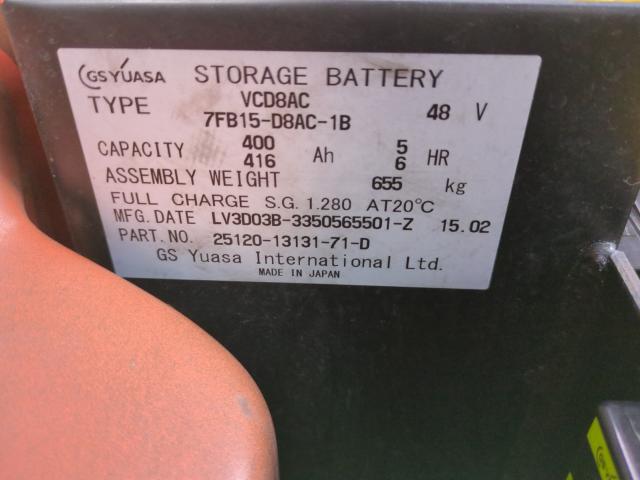 GS YUASA STORAGE BATTERY
TYPE VCD8AC 48 V
7FB15-D8AC-1B
CAPACITY 400 Ah 5 HR
416 6
ASSEMBLY WEIGHT 655 kg
FULL CHARGE S.G. 1.280 AT20℃
MFG. DATE LV3D03B-3350565501-Z 15.02
PART. NO. 25120-13131-71-D
GS Yuasa International Ltd.
MADE IN JAPAN